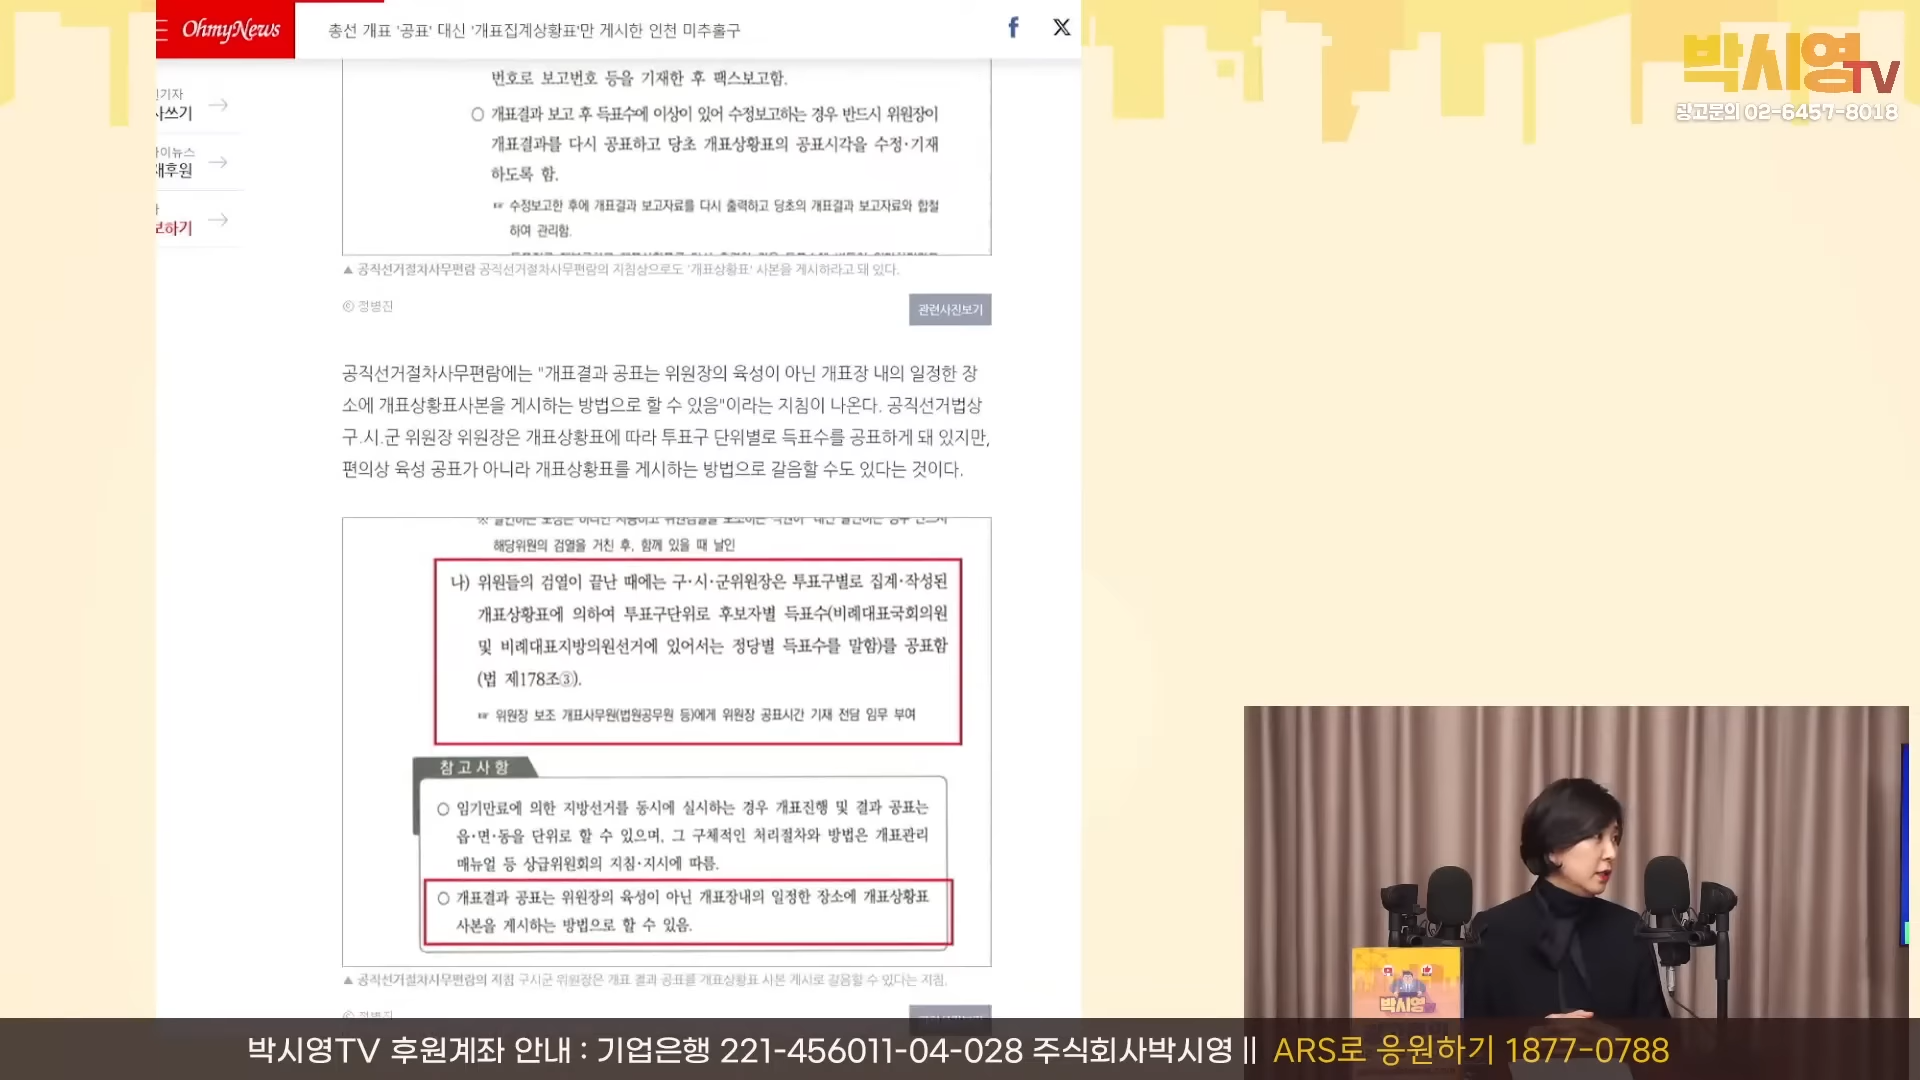 OhmyNews
총선 개표 '공표' 대신 '개표집계상황표'만 게시한 인천 미추홀구
박시영TV
광고문의 02-6457-8018
기자
사쓰기
이뉴스
재후원
보하기
번호로 보고번호 등을 기재한 후 팩스보고함.
○ 개표결과 보고 후 득표수에 이상이 있어 수정보고하는 경우 반드시 위원장이
개표결과를 다시 공표하고 당초 개표상황표의 공표시각을 수정·기재
하도록 함.
☞ 수정보고한 후에 개표결과 보고자료를 다시 출력하고 당초의 개표결과 보고자료와 합철
하여 관리함.
▲ 공직선거절차사무편람 공직선거절차사무편람의 지침상으로도 '개표상황표' 사본을 게시하라고 돼 있다.
ⓒ 정병진
관련사진보기
공직선거절차사무편람에는 "개표결과 공표는 위원장의 육성이 아닌 개표장 내의 일정한 장
소에 개표상황표사본을 게시하는 방법으로 할 수 있음"이라는 지침이 나온다. 공직선거법상
구.시.군 위원장 위원장은 개표상황표에 따라 투표구 단위별로 득표수를 공표하게 돼 있지만,
편의상 육성 공표가 아니라 개표상황표를 게시하는 방법으로 갈음할 수도 있다는 것이다.
해당위원의 검열을 거친 후, 함께 있을 때 날인
나) 위원들의 검열이 끝난 때에는 구·시·군위원장은 투표구별로 집계·작성된
개표상황표에 의하여 투표구단위로 후보자별 득표수(비례대표국회의원
및 비례대표지방의원선거에 있어서는 정당별 득표수를 말함)를 공표함
(법 제178조③).
☞ 위원장 보조 개표사무원(법원공무원 등)에게 위원장 공표시간 기재 전담 임무 부여
참고사항
○ 임기만료에 의한 지방선거를 동시에 실시하는 경우 개표진행 및 결과 공표는
읍·면·동을 단위로 할 수 있으며, 그 구체적인 처리절차와 방법은 개표관리
매뉴얼 등 상급위원회의 지침·지시에 따름.
○ 개표결과 공표는 위원장의 육성이 아닌 개표장내의 일정한 장소에 개표상황표
사본을 게시하는 방법으로 할 수 있음.
▲ 공직선거절차사무편람의 지침 구시군 위원장은 개표 결과 공표를 개표상황표 사본 게시로 갈음할 수 있다는 지침.
ⓒ 정병진
박시영
박시영TV 후원계좌 안내 : 기업은행 221-456011-04-028 주식회사박시영 || ARS로 응원하기 1877-0788